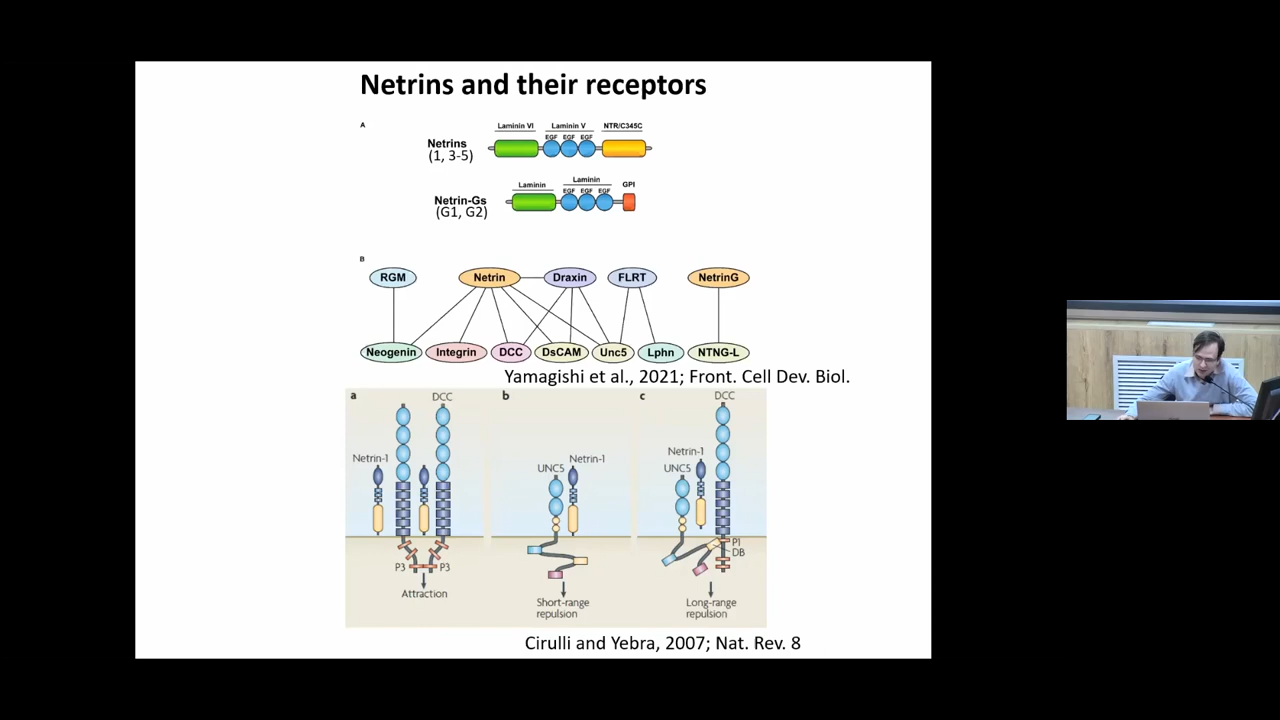 Netrins and their receptors
A
Laminin VI Laminin V NTR/C345C
EGF EGF EGF
Netrins
(1, 3-5)
Laminin Laminin GPI
EGF EGF EGF
Netrin-Gs
(G1, G2)
B
RGM Netrin Draxin FLRT NetrinG
Neogenin Integrin DCC DsCAM Unc5 Lphn NTNG-L
Yamagishi et al., 2021; Front. Cell Dev. Biol.
a DCC b c DCC
Netrin-1 UNC5 Netrin-1 Netrin-1
UNC5
P3 P3 P1
DB
Attraction Short-range Long-range
repulsion repulsion
Cirulli and Yebra, 2007; Nat. Rev. 8